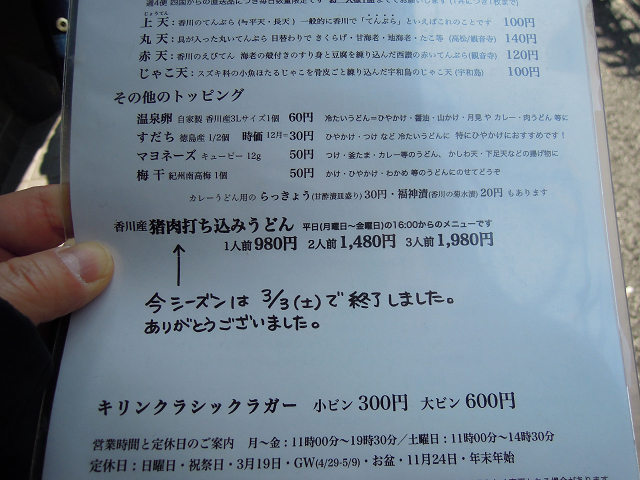 上天：香川のてんぷら(≒平天・長天) 一般的に香川で「てんぷら」といえばこれのことです 100円
丸天：具が入った丸いてんぷら 日替わりで きくらげ・甘海老・地海老・たこ等 (高松/観音寺) 140円
赤天：香川のえびてん 海老の殻付きのすり身と豆腐を練り込んだ西讃の赤いてんぷら(観音寺) 120円
じゃこ天：スズキ科の小魚ほたるじゃこを骨皮ごと練り込んだ宇和島のじゃこ天 (宇和島) 100円
その他のトッピング
温泉卵 自家製 香川産3Lサイズ1個 60円 冷たいうどん＝ひやかけ・醤油・山かけ・月見 や カレー・肉うどん 等に
すだち 徳島産 1/2個 時価 12月＝30円 ひやかけ・つけ など 冷たいうどんに 特にひやかけにおすすめです！
マヨネーズ キューピー 12g 50円 つけ・釜たま・カレー等のうどん、かしわ天・下足天などの揚げ物に
梅干 紀州南高梅 1個 50円 かけ・ひやかけ・わかめ 等のうどんにのせてどうぞ
カレーうどん用の らっきょう(甘酢漬皿盛り) 30円・福神漬(香川の菊水漬) 20円 もあります
香川産 猪肉打ち込みうどん 平日(月曜日〜金曜日)の16:00からのメニューです
1人前 980円 2人前 1,480円 3人前 1,980円
今シーズンは 3/3(土)で終了しました。
ありがとうございました。
キリンクラシックラガー 小ビン 300円 大ビン 600円
営業時間と定休日のご案内 月〜金：11時00分〜19時30分／土曜日：11時00分〜14時30分
定休日：日曜日・祝祭日・3月19日・GW(4/29-5/9)・お盆・11月24日・年末年始